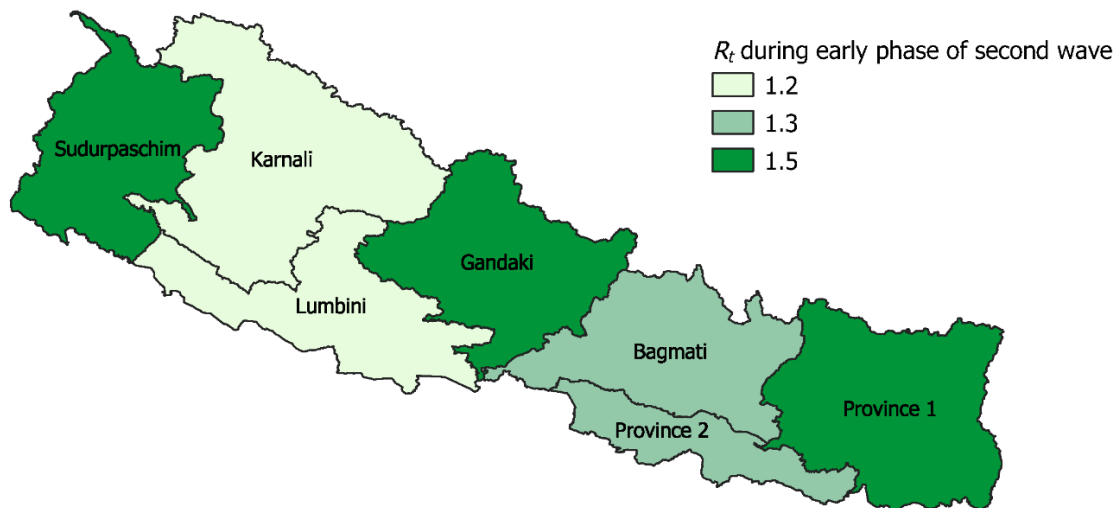 R_t during early phase of second wave
1.2
1.3
1.5
Sudurpaschim
Karnali
Gandaki
Lumbini
Bagmati
Province 1
Province 2